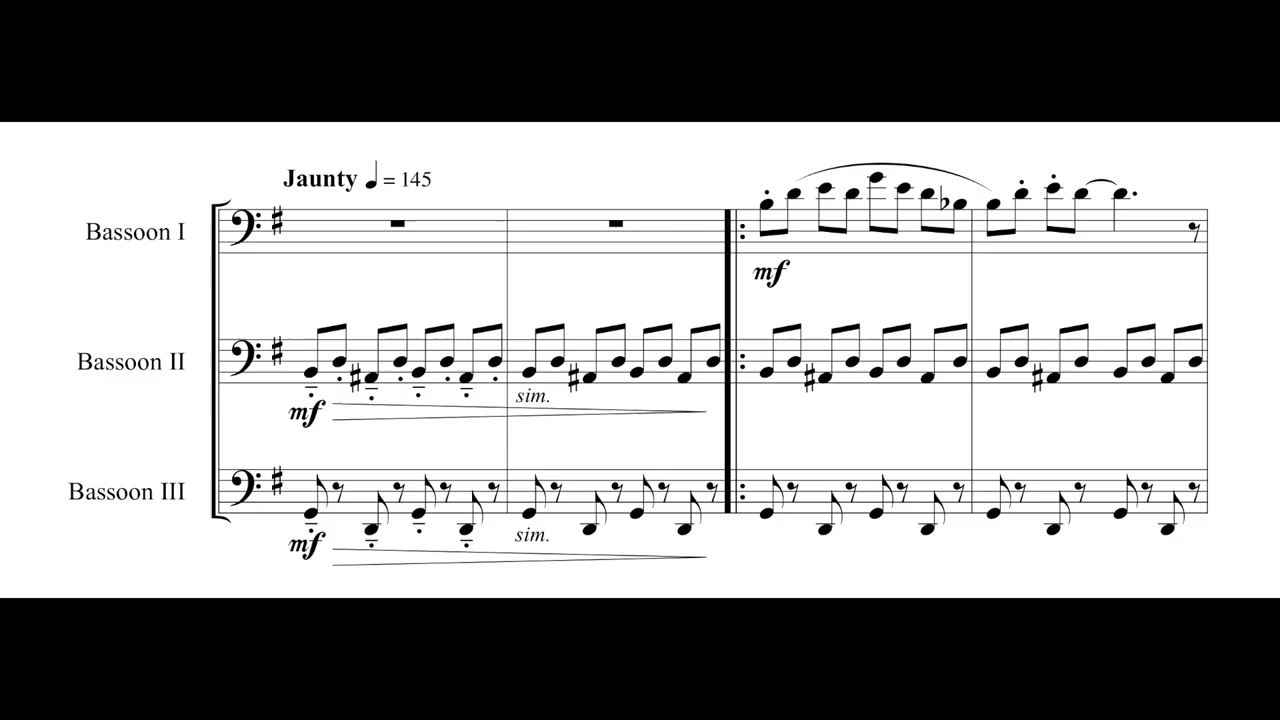 Jaunty ♩ = 145
Bassoon I
mf
Bassoon II
mf
sim.
Bassoon III
mf
sim.